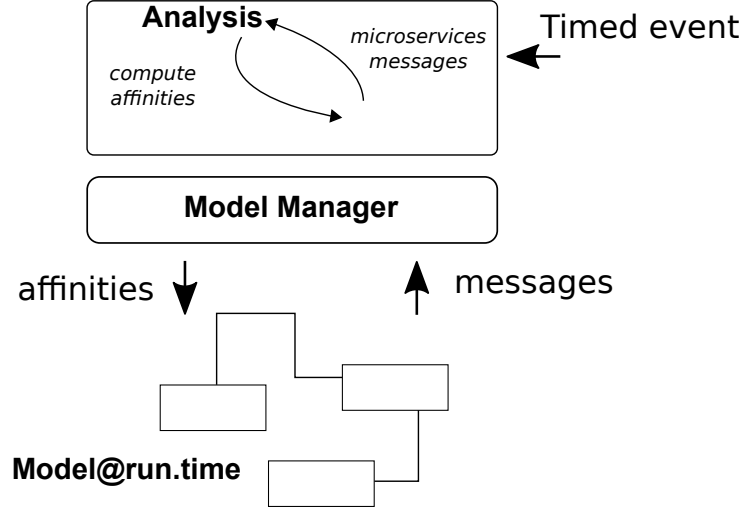 Analysis
microservices
messages
Timed event
compute
affinities
Model Manager
affinities
messages
Model@run.time